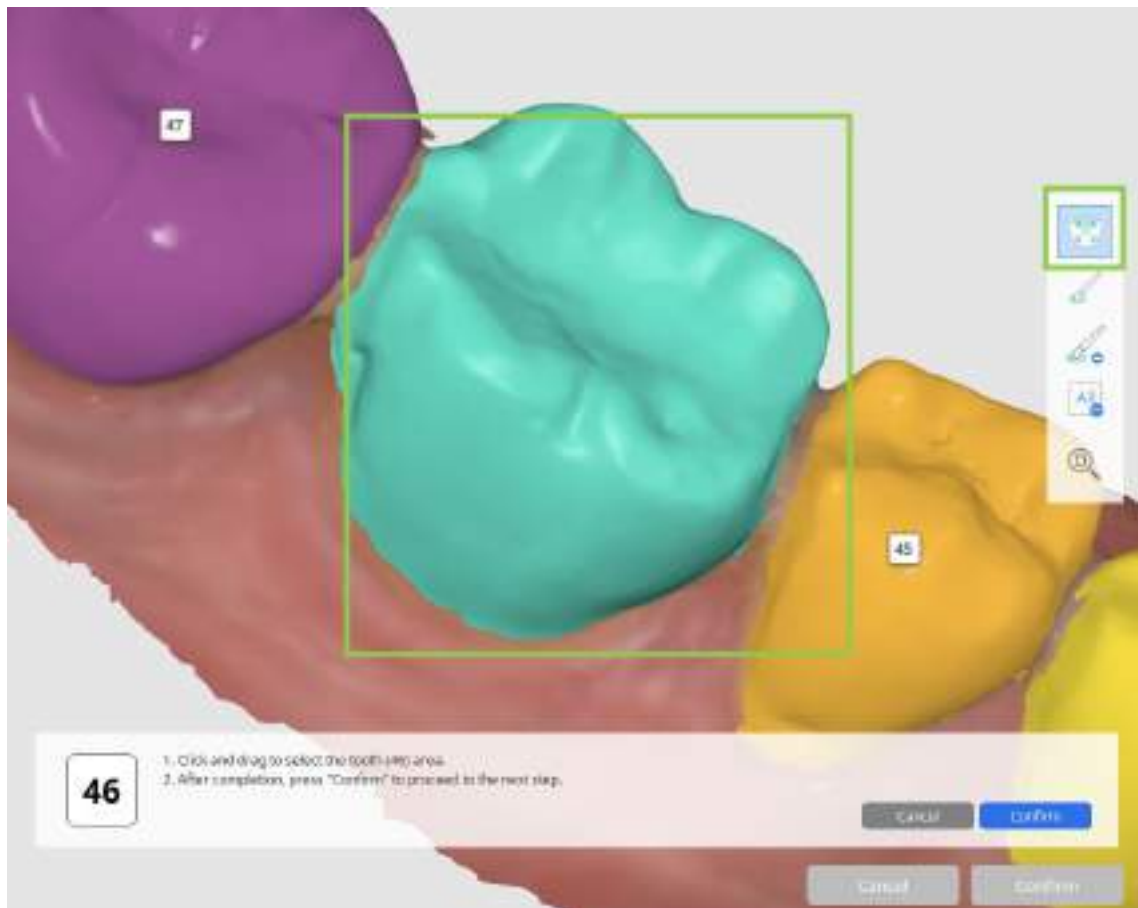 47
45
46
1. Click and drag to select the tooth (46) area.
2. After completion, press "Confirm" to proceed to the next step.
Cancel
Confirm
Cancel
Confirm